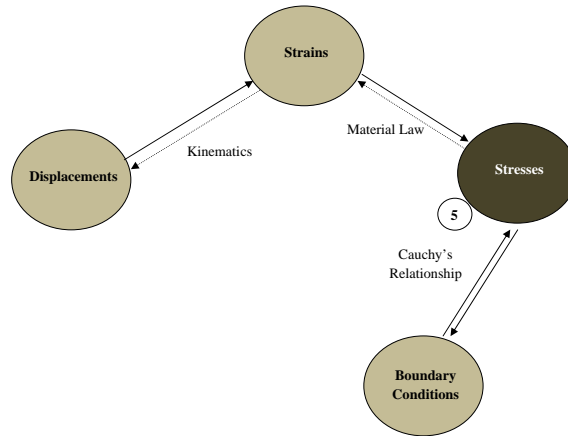 Strains
Material Law
Kinematics
Displacements
Stresses
5
Cauchy's
Relationship
Boundary
Conditions